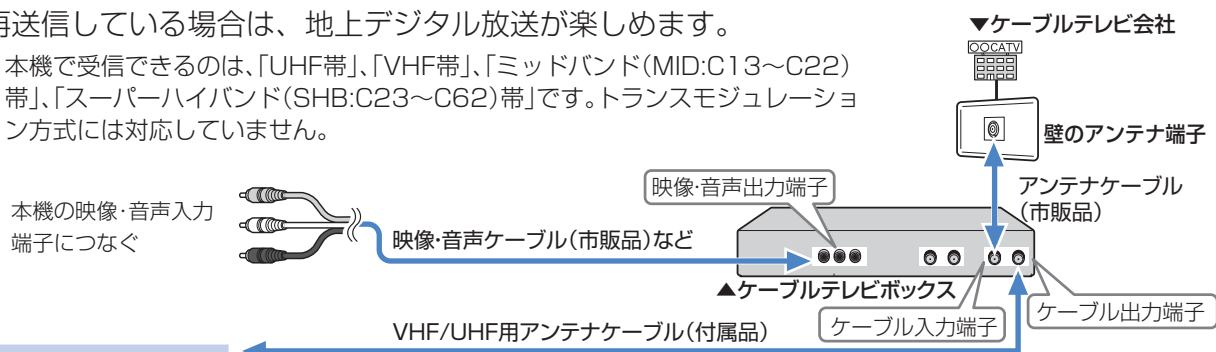 再送信している場合は、地上デジタル放送が楽しめます。
本機で受信できるのは、「UHF帯」、「VHF帯」、「ミッドバンド(MID:C13～C22)
帯」、「スーパーハイバンド(SHB:C23～C62)帯」です。トランスモジュレーショ
ン方式には対応していません。
▼ケーブルテレビ会社
○○CATV
壁のアンテナ端子
アンテナケーブル
(市販品)
映像・音声出力端子
本機の映像・音声入力
端子につなぐ
映像・音声ケーブル(市販品)など
▲ケーブルテレビボックス
ケーブル入力端子
ケーブル出力端子
VHF/UHF用アンテナケーブル(付属品)